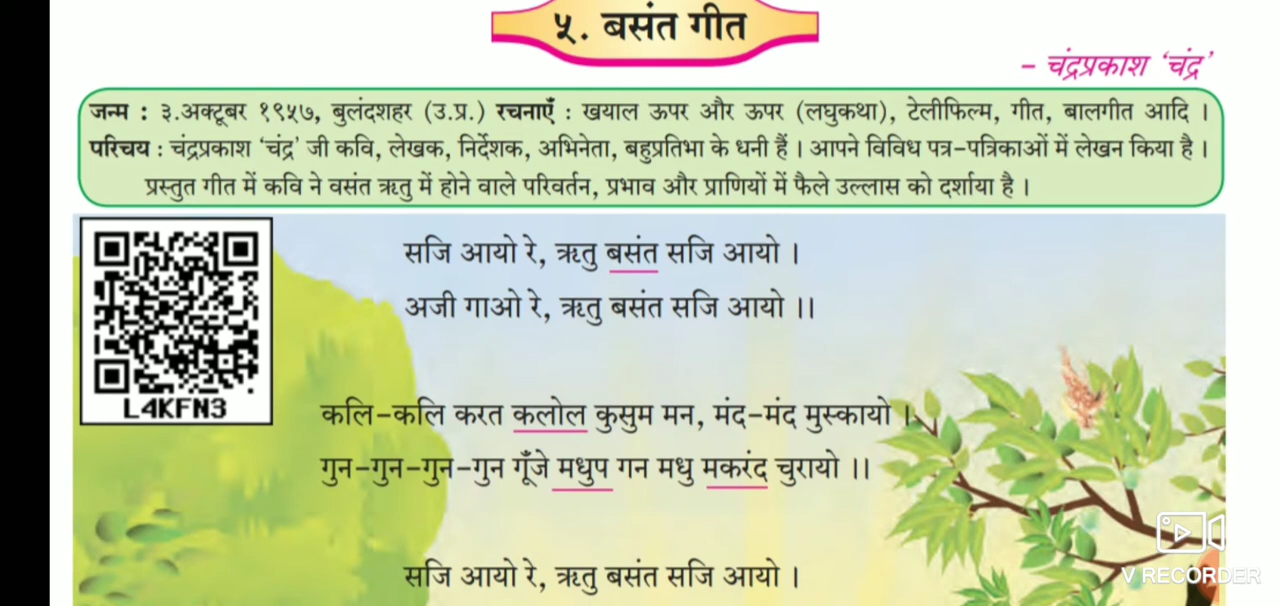 ५. बसंत गीत
- चंद्रप्रकाश 'चंद्र'
जन्म : ३.अक्टूबर १९५७, बुलंदशहर (उ.प्र.) रचनाएँ : खयाल ऊपर और ऊपर (लघुकथा), टेलीफिल्म, गीत, बालगीत आदि ।
परिचय : चंद्रप्रकाश 'चंद्र' जी कवि, लेखक, निर्देशक, अभिनेता, बहुप्रतिभा के धनी हैं । आपने विविध पत्र-पत्रिकाओं में लेखन किया है ।
प्रस्तुत गीत में कवि ने वसंत ऋतु में होने वाले परिवर्तन, प्रभाव और प्राणियों में फैले उल्लास को दर्शाया है ।
सजि आयो रे, ऋतु बसंत सजि आयो ।
अजी गाओ रे, ऋतु बसंत सजि आयो ।।
L4KFN3
कलि-कलि करत कलोल कुसुम मन, मंद-मंद मुस्कायो ।
गुन-गुन-गुन-गुन गूँजे मधुप गन मधु मकरंद चुरायो ।।
सजि आयो रे, ऋतु बसंत सजि आयो ।
V RECORDER